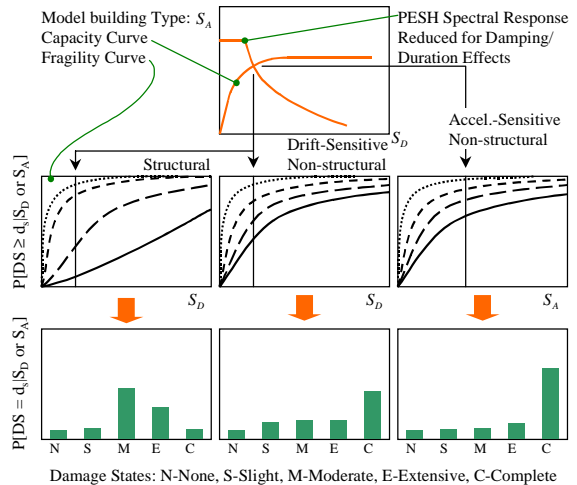 Model building Type: S_A
Capacity Curve
Fragility Curve
PESH Spectral Response
Reduced for Damping/
Duration Effects
S_D
Accel.-Sensitive
Non-structural
Drift-Sensitive
Non-structural
Structural
P[DS ≥ d_s|S_D or S_A]
S_D
S_D
S_A
P[DS = d_s|S_D or S_A]
N S M E C
N S M E C
N S M E C
Damage States: N-None, S-Slight, M-Moderate, E-Extensive, C-Complete